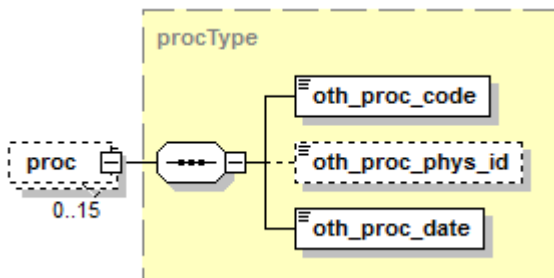 procType
oth_proc_code
proc
oth_proc_phys_id
0..15
oth_proc_date